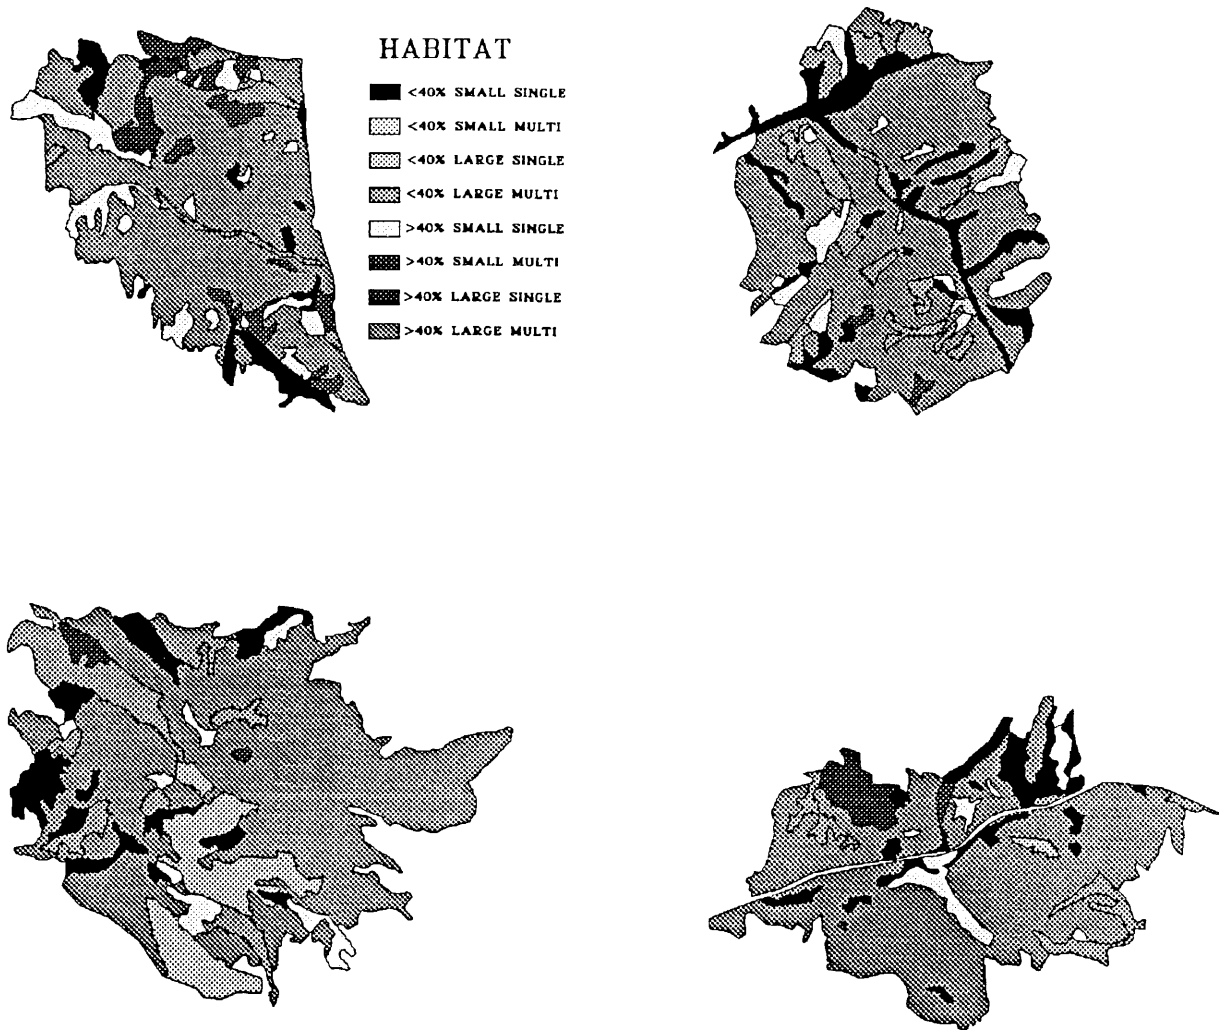 HABITAT
<40% SMALL SINGLE
<40% SMALL MULTI
<40% LARGE SINGLE
<40% LARGE MULTI
>40% SMALL SINGLE
>40% SMALL MULTI
>40% LARGE SINGLE
>40% LARGE MULTI